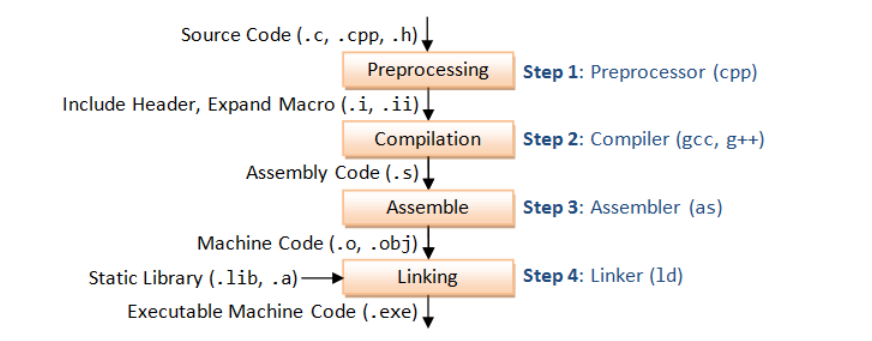 Source Code (.c, .cpp, .h)
Preprocessing
Step 1: Preprocessor (cpp)
Include Header, Expand Macro (.i, .ii)
Compilation
Step 2: Compiler (gcc, g++)
Assembly Code (.s)
Assemble
Step 3: Assembler (as)
Machine Code (.o, .obj)
Static Library (.lib, .a)
Linking
Step 4: Linker (ld)
Executable Machine Code (.exe)